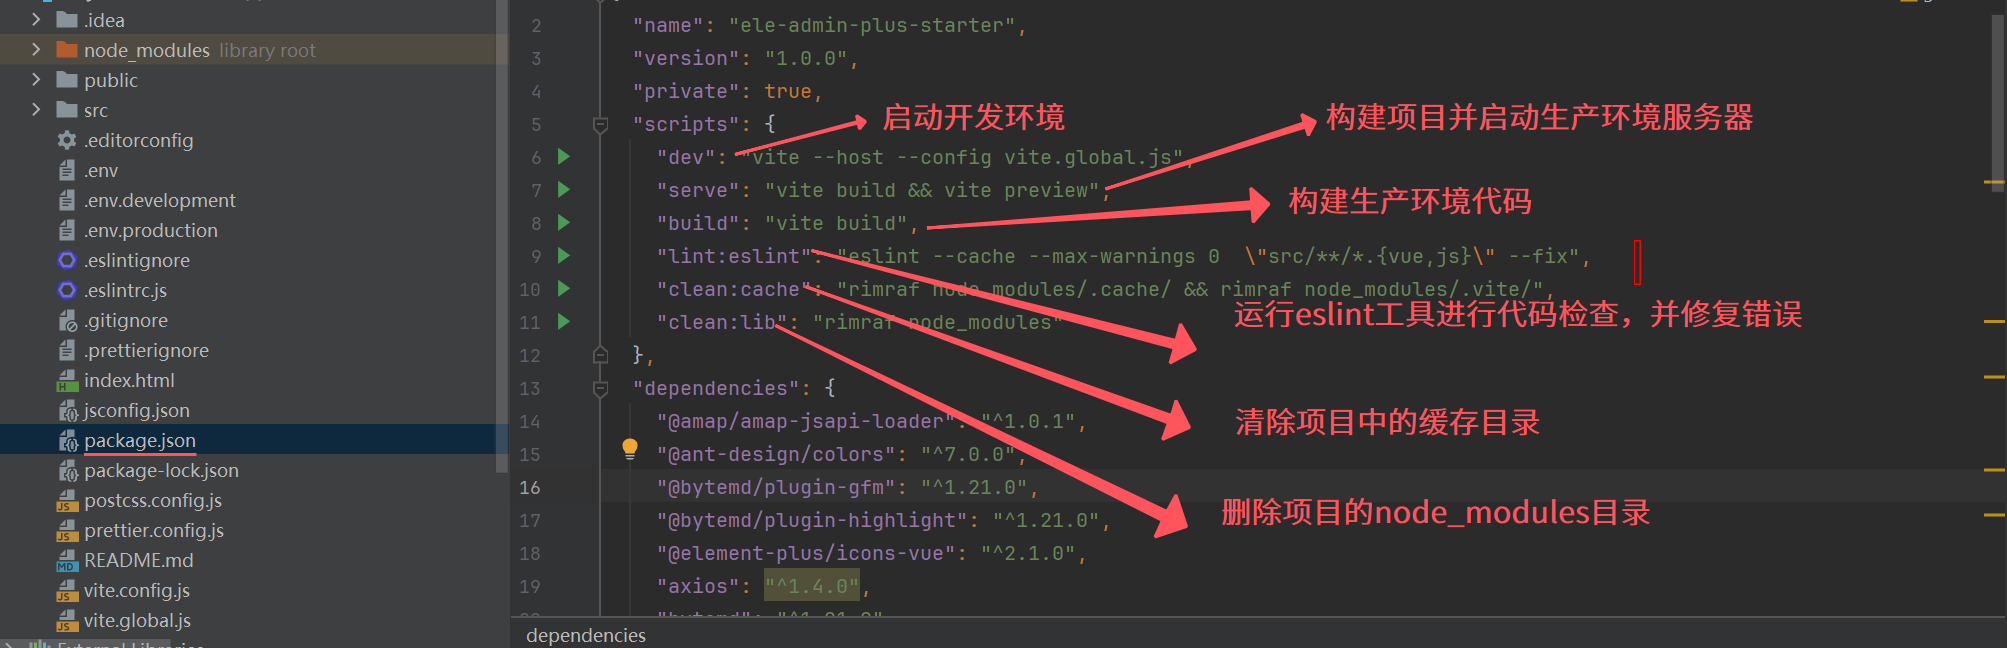 .idea
node_modules library root
public
src
.editorconfig
.env
.env.development
.env.production
.eslintignore
.eslintrc.js
.gitignore
.prettierignore
index.html
jsconfig.json
package.json
package-lock.json
postcss.config.js
prettier.config.js
README.md
vite.config.js
vite.global.js
External Libraries
2 "name": "ele-admin-plus-starter",
3 "version": "1.0.0",
4 "private": true,
5 "scripts": {
6 "dev": "vite --host --config vite.global.js",
7 "serve": "vite build && vite preview",
8 "build": "vite build",
9 "lint:eslint": "eslint --cache --max-warnings 0  \"src/**/*.{vue,js}\" --fix",
10 "clean:cache": "rimraf node_modules/.cache/ && rimraf node_modules/.vite/",
11 "clean:lib": "rimraf node_modules"
12 },
13 "dependencies": {
14 "@amap/amap-jsapi-loader": "^1.0.1",
15 "@ant-design/colors": "^7.0.0",
16 "@bytemd/plugin-gfm": "^1.21.0",
17 "@bytemd/plugin-highlight": "^1.21.0",
18 "@element-plus/icons-vue": "^2.1.0",
19 "axios": "^1.4.0",
启动开发环境
构建项目并启动生产环境服务器
构建生产环境代码
运行eslint工具进行代码检查，并修复错误
清除项目中的缓存目录
删除项目的node_modules目录
dependencies